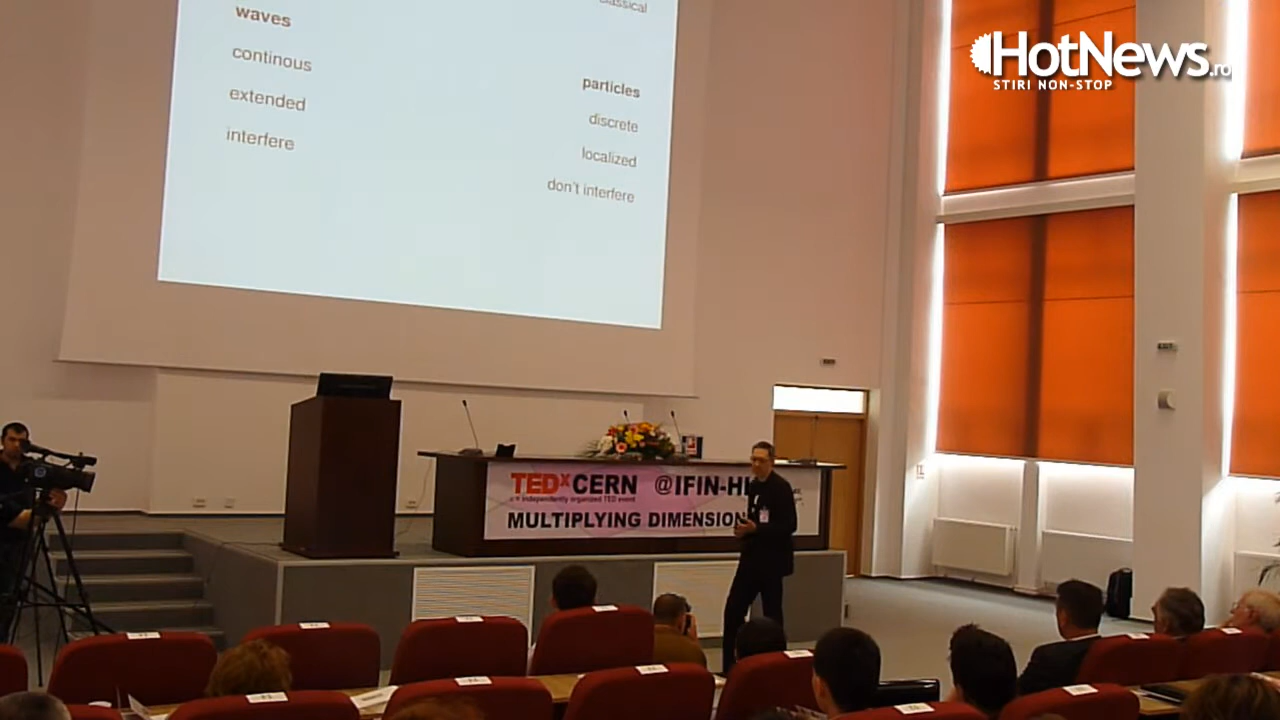 classical
waves
continous
extended
interfere
particles
discrete
localized
don't interfere
HotNews.ro
STIRI NON-STOP
TEDxCERN @IFIN-H
independently organized TED event
MULTIPLYING DIMENSION
EXIT